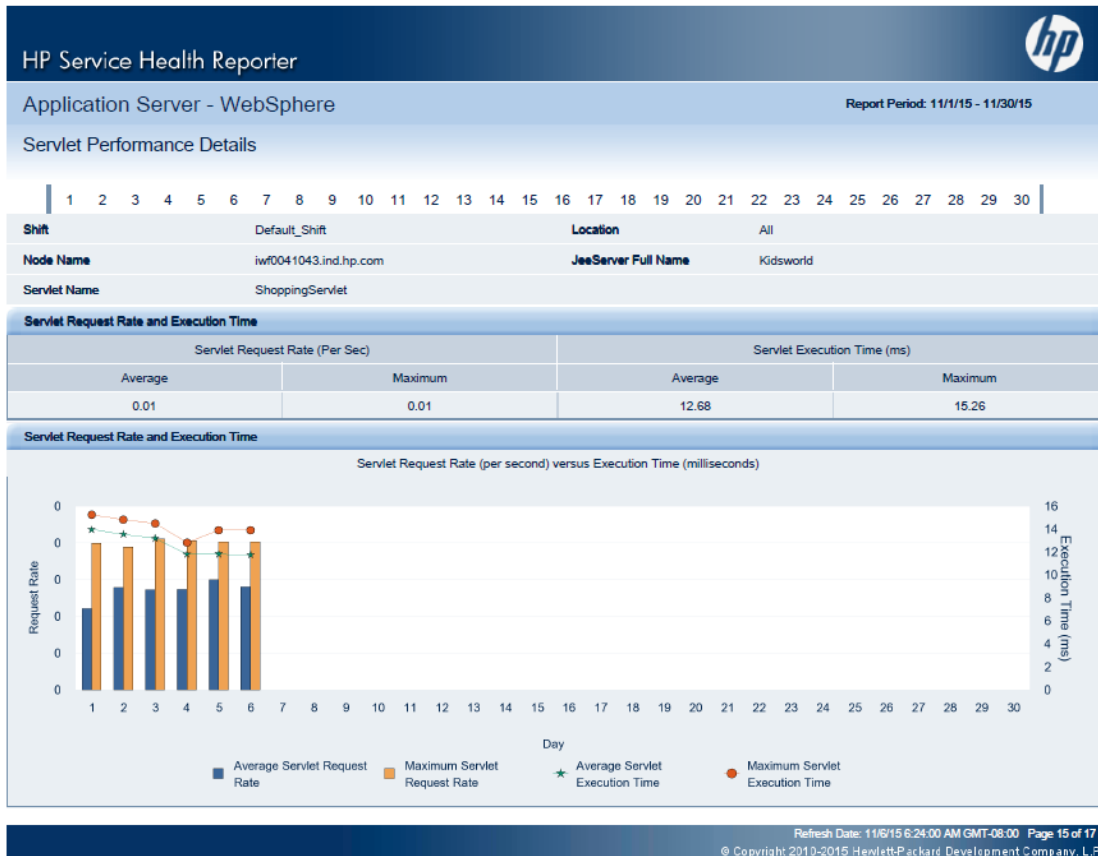 hp
HP Service Health Reporter
Application Server - WebSphere
Report Period: 11/1/15 - 11/30/15
Servlet Performance Details
1 2 3 4 5 6 7 8 9 10 11 12 13 14 15 16 17 18 19 20 21 22 23 24 25 26 27 28 29 30
Shift Default_Shift Location All
Node Name iwf0041043.ind.hp.com JeeServer Full Name Kidsworld
Servlet Name ShoppingServlet
Servlet Request Rate and Execution Time
Servlet Request Rate (Per Sec) Servlet Execution Time (ms)
Average Maximum Average Maximum
0.01 0.01 12.68 15.26
Servlet Request Rate and Execution Time
Servlet Request Rate (per second) versus Execution Time (milliseconds)
Request Rate
0
0
0
0
0
0
16
14
12
10
8
6
4
2
0
Execution Time (ms)
1 2 3 4 5 6 7 8 9 10 11 12 13 14 15 16 17 18 19 20 21 22 23 24 25 26 27 28 29 30
Day
Average Servlet Request Rate
Maximum Servlet Request Rate
Average Servlet Execution Time
Maximum Servlet Execution Time
Refresh Date: 11/6/15 6:24:00 AM GMT-08:00 Page 15 of 17
© Copyright 2010-2015 Hewlett-Packard Development Company, L.P